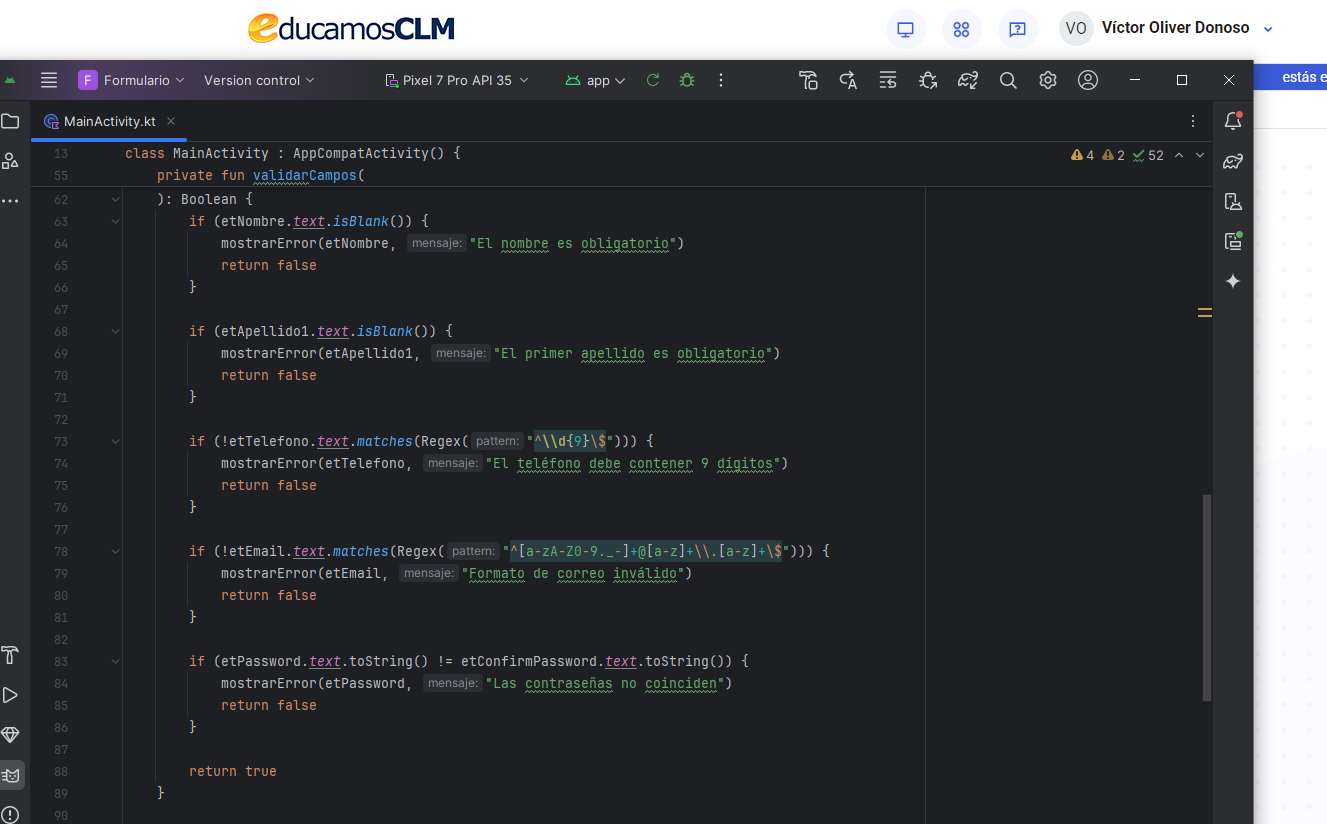 educamosCLM
VO Víctor Oliver Donoso
estás e
F Formulario Version control Pixel 7 Pro API 35 app
MainActivity.kt
13 class MainActivity : AppCompatActivity() {
4 2 52
55 private fun validarCampos(
62 ): Boolean {
63 if (etNombre.text.isBlank()) {
64 mostrarError(etNombre, mensaje: "El nombre es obligatorio")
65 return false
66 }
67
68 if (etApellido1.text.isBlank()) {
69 mostrarError(etApellido1, mensaje: "El primer apellido es obligatorio")
70 return false
71 }
72
73 if (!etTelefono.text.matches(Regex( pattern: "^\\d{9}\$"))) {
74 mostrarError(etTelefono, mensaje: "El teléfono debe contener 9 dígitos")
75 return false
76 }
77
78 if (!etEmail.text.matches(Regex( pattern: "^[a-zA-Z0-9._-]+@[a-z]+\\.[a-z]+\$"))) {
79 mostrarError(etEmail, mensaje: "Formato de correo inválido")
80 return false
81 }
82
83 if (etPassword.text.toString() != etConfirmPassword.text.toString()) {
84 mostrarError(etPassword, mensaje: "Las contraseñas no coinciden")
85 return false
86 }
87
88 return true
89 }
90